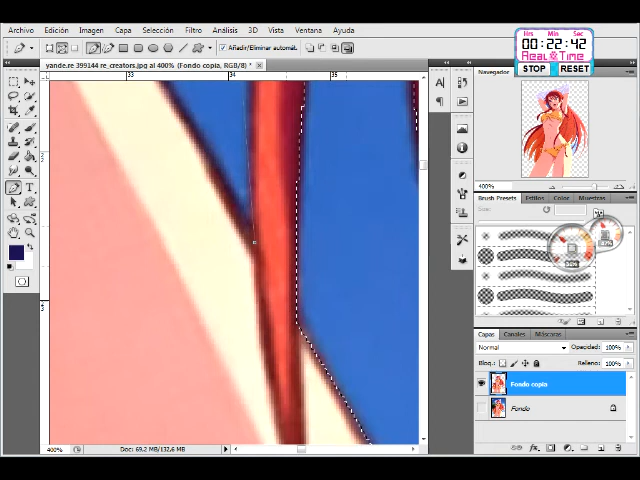 Hrs Min Sec
00:22:42
Real Time
STOP RESET
Archivo Edición Imagen Capa Selección Filtro Análisis 3D Vista Ventana Ayuda
Añadir/Eliminar automát.
yande.re 399144 re_creators.jpg al 400% (Fondo copia, RGB/8) *
33 34 35
Navegador
400%
Brush Presets Estilos Color Muestras
Size:
Capas Canales Máscaras
Normal Opacidad: 100%
Bloq.: Relleno: 100%
Fondo copia
Fondo
400% Doc: 69,2 MB/132,6 MB